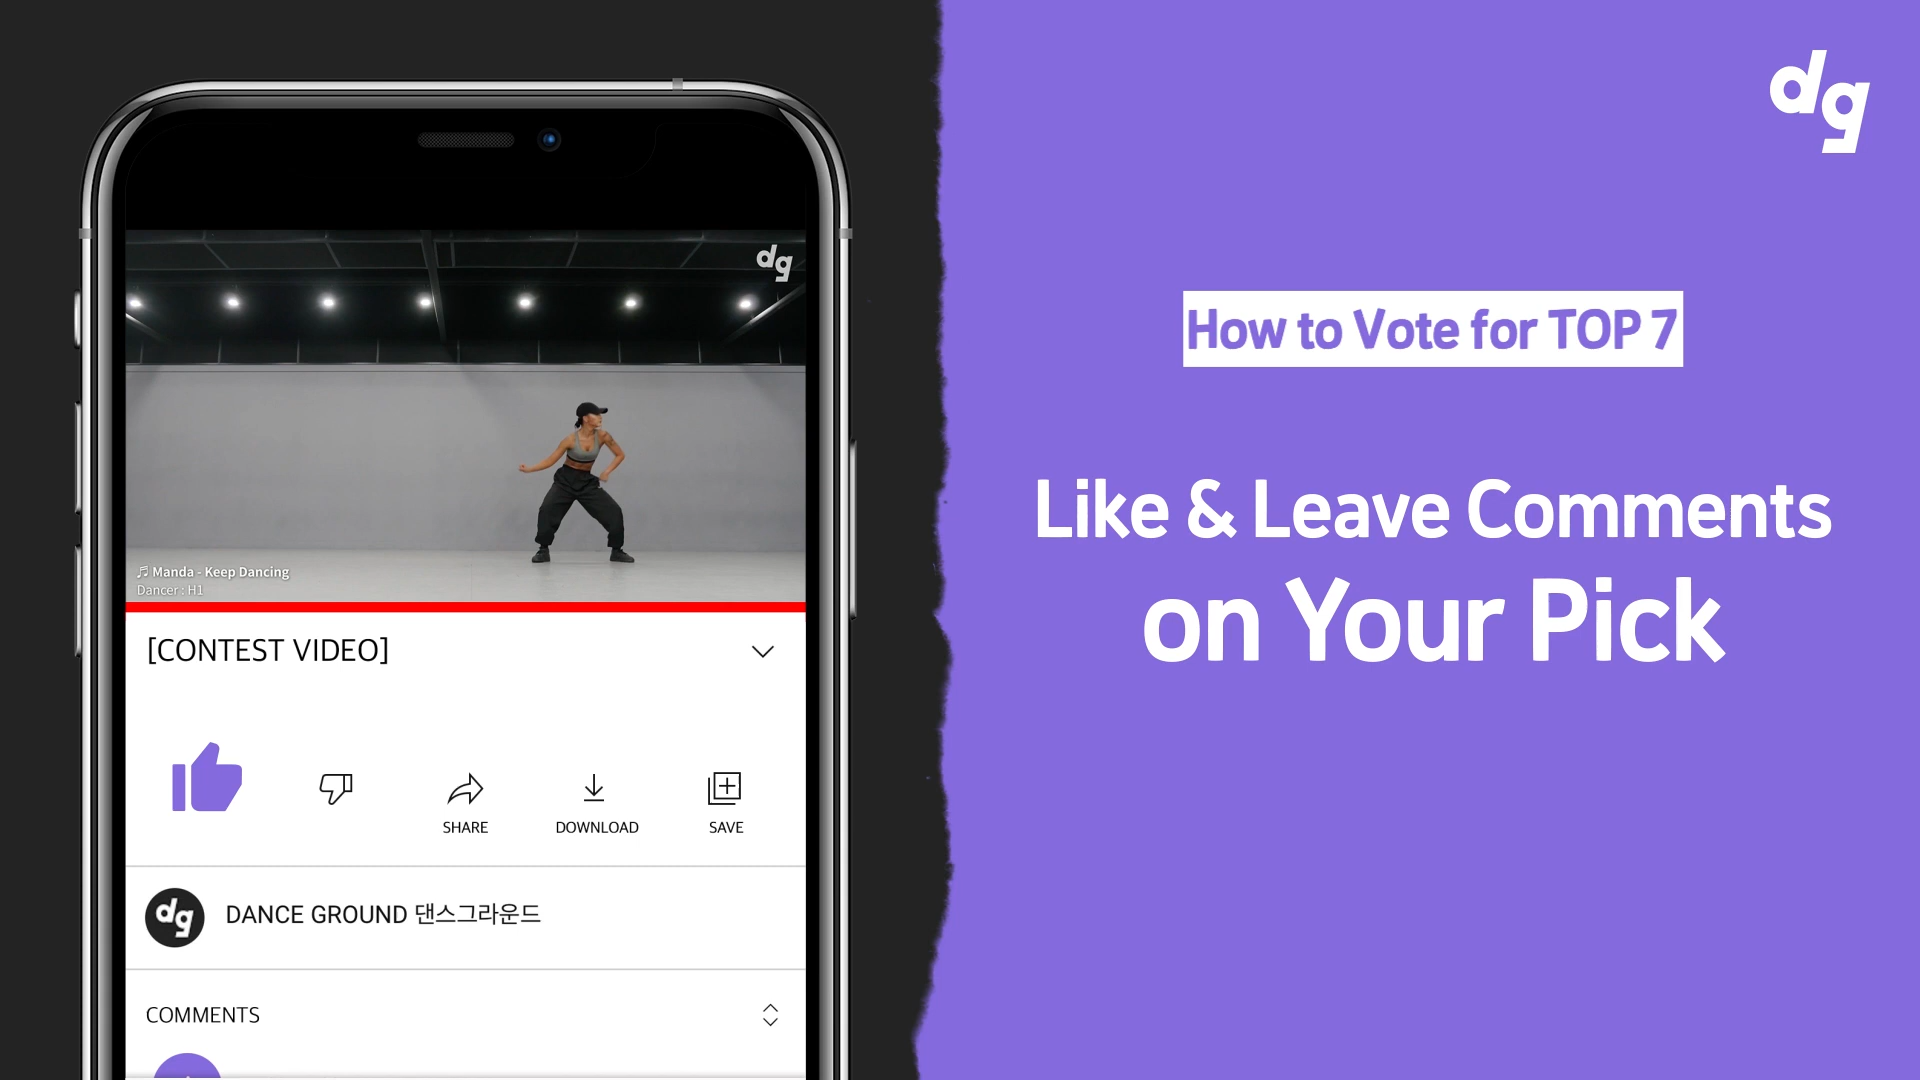 dg
♬ Manda - Keep Dancing
Dancer : H1
[CONTEST VIDEO]
SHARE
DOWNLOAD
SAVE
dg
DANCE GROUND 댄스그라운드
COMMENTS
dg
How to Vote for TOP 7
Like & Leave Comments
on Your Pick